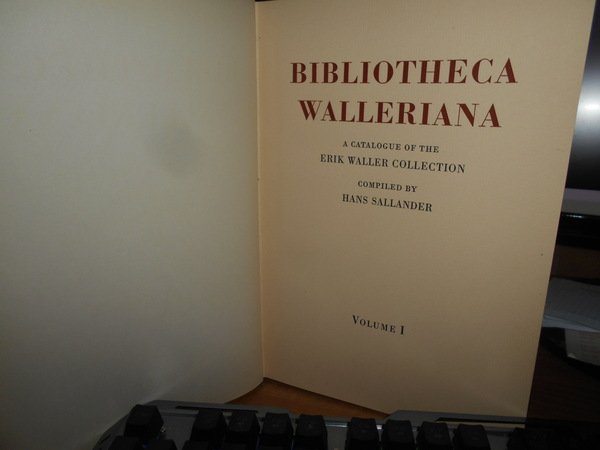 BIBLIOTHECA
WALLERIANA
A CATALOGUE OF THE
ERIK WALLER COLLECTION
COMPILED BY
HANS SALLANDER
VOLUME I